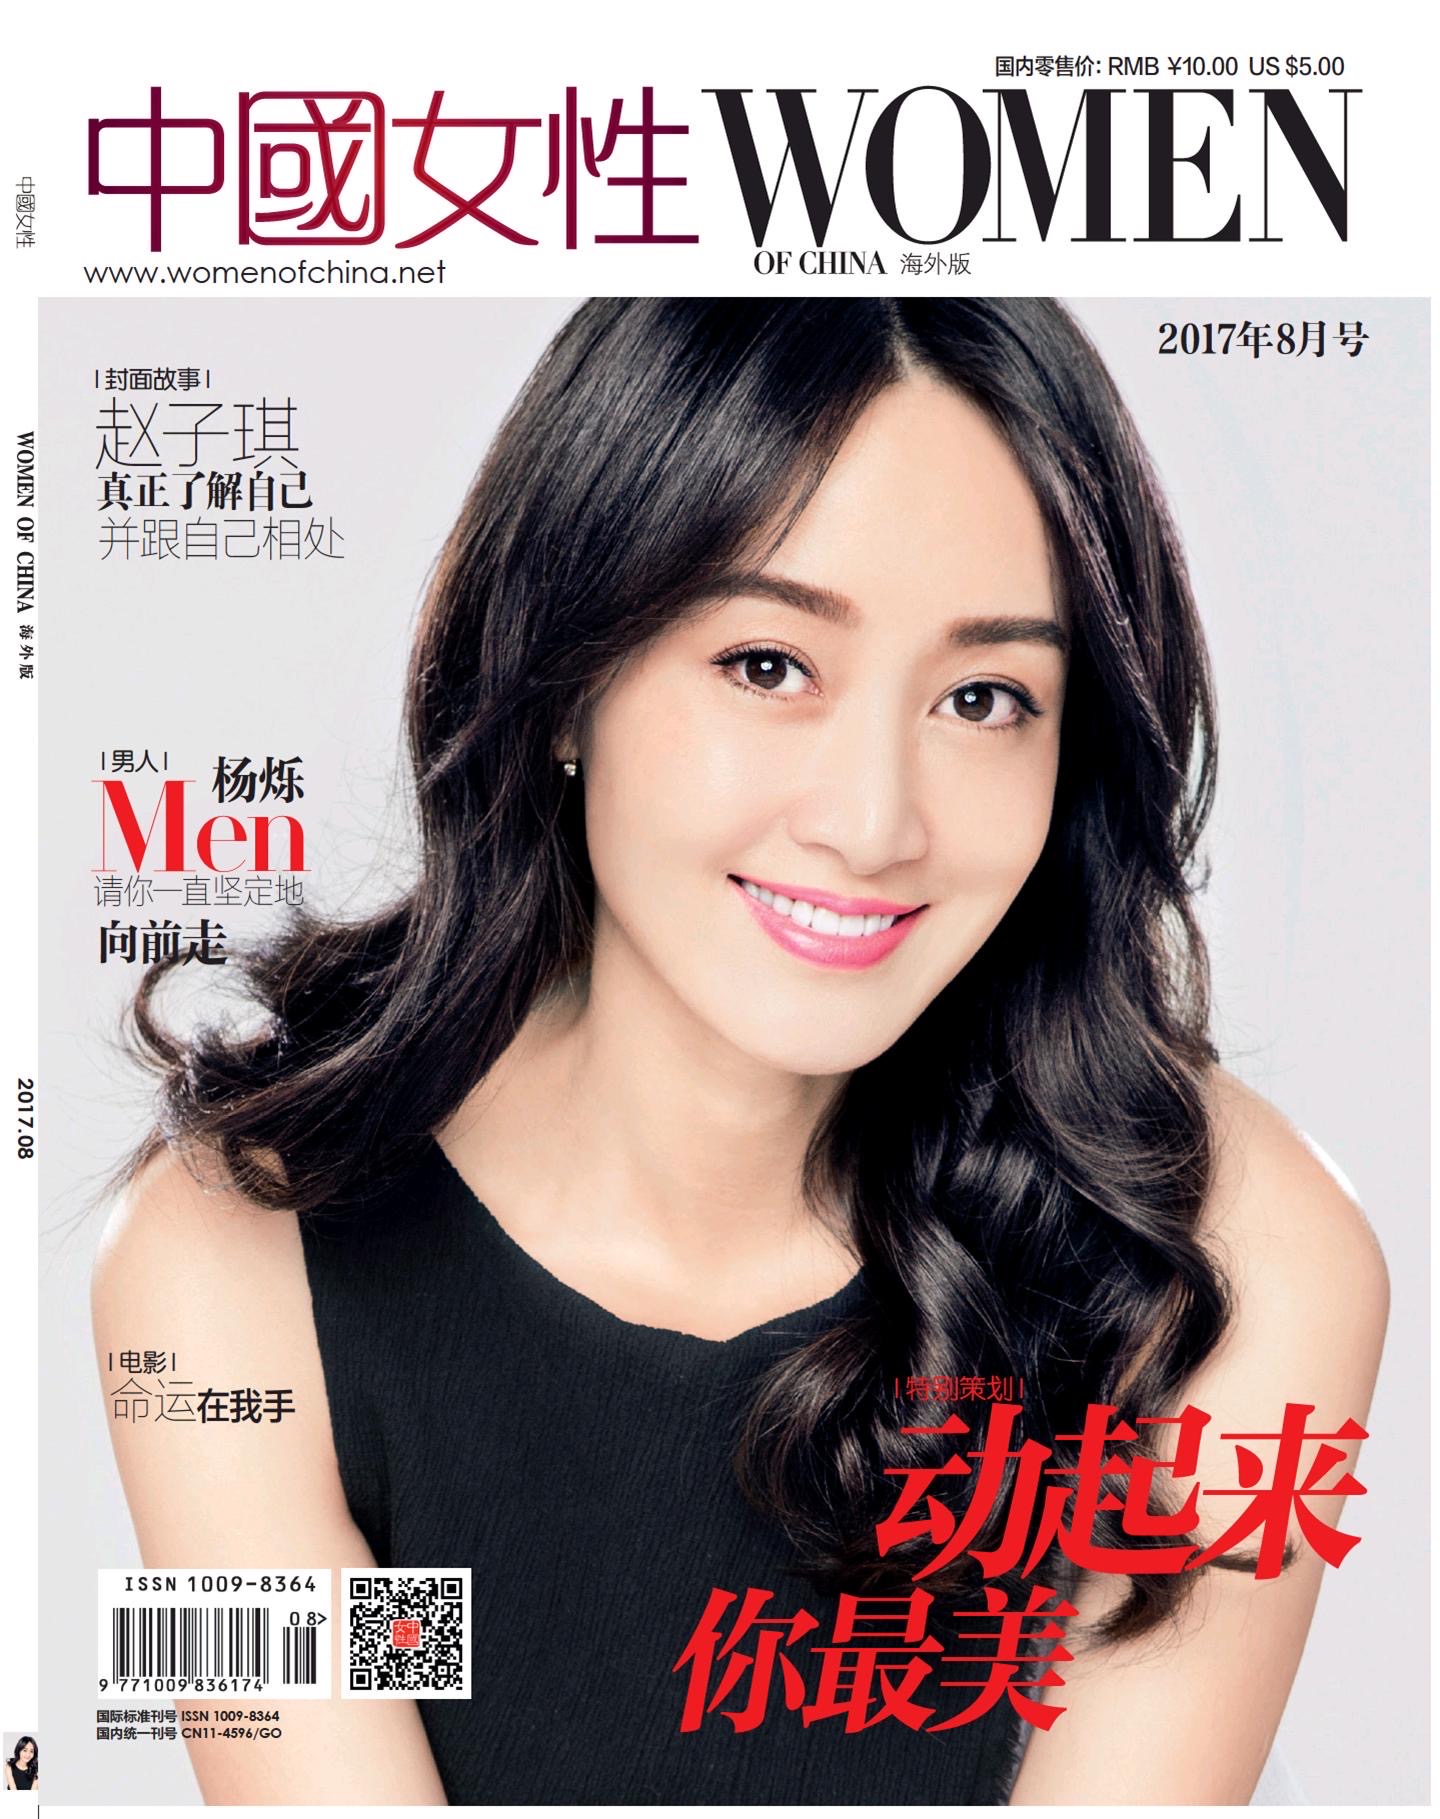 国内零售价: RMB ¥10.00 US $5.00
中國女性 WOMEN
OF CHINA 海外版
www.womenofchina.net
2017年8月号
|封面故事|
赵子琪
真正了解自己
并跟自己相处
|男人|
杨烁
Men
请你一直坚定地
向前走
|电影|
命运在我手
|特别策划|
动起来
你最美
ISSN 1009-8364
08>
9 771009 836174
中國女性
国际标准刊号 ISSN 1009-8364
国内统一刊号 CN11-4596/GO
中國女性
WOMEN OF CHINA 海外版
2017.08